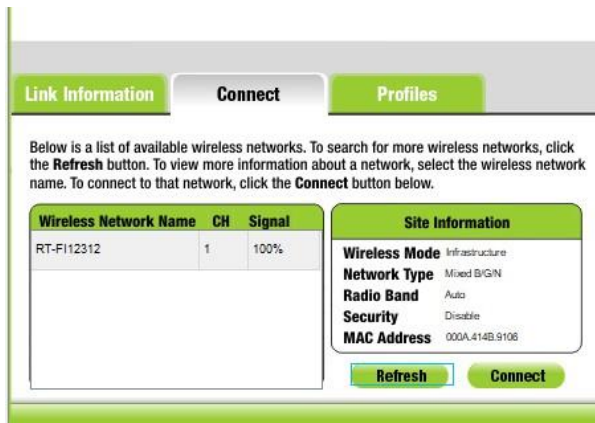 Link Information Connect Profiles
Below is a list of available wireless networks. To search for more wireless networks, click
the Refresh button. To view more information about a network, select the wireless network
name. To connect to that network, click the Connect button below.
Wireless Network Name CH Signal
RT-FI12312 1 100%
Site Information
Wireless Mode Infrastructure
Network Type Mixed B/G/N
Radio Band Auto
Security Disable
MAC Address 000A.414B.9106
Refresh Connect